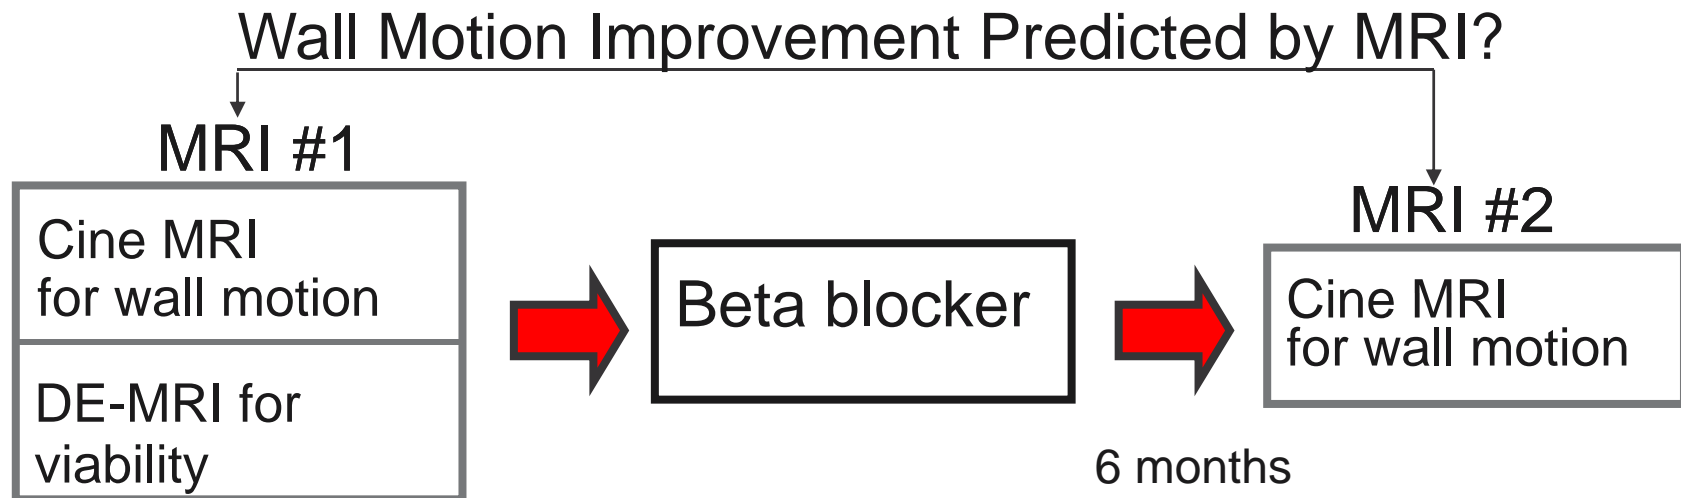 Wall Motion Improvement Predicted by MRI?
MRI #1
Cine MRI
for wall motion
DE-MRI for
viability
Beta blocker
6 months
MRI #2
Cine MRI
for wall motion